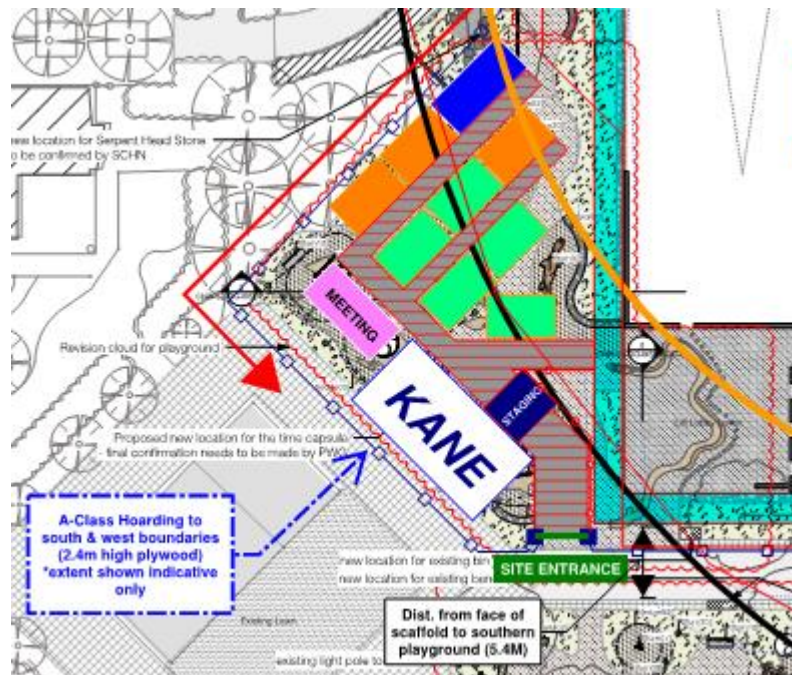 new location for Serpent Head Stone
to be confirmed by SCHN
MEETING
Revision cloud for playground
KANE
STAGING
Proposed new location for the time capsule
final confirmation needs to be made by
A-Class Hoarding to
south & west boundaries
(2.4m high plywood)
*extent shown indicative
only
new location for existing bin
new location for existing
SITE ENTRANCE
Dist. from face of
scaffold to southern
playground (5.4M)
Existing Lawn
existing light pole to